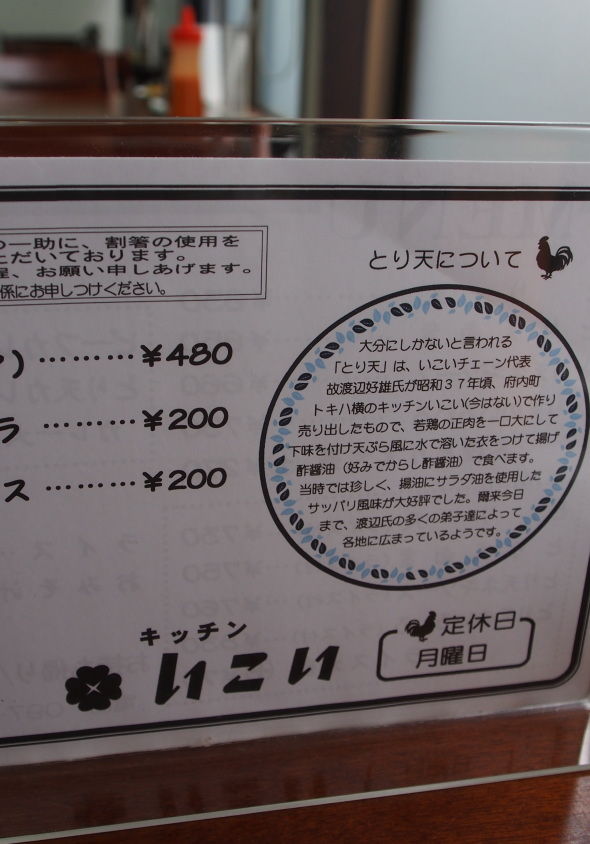 の一助に、割箸の使用を
ただいております。
程、お願い申しあげます。
係にお申しつけください。
とり天について
) ………¥480
ラ ………¥200
ス ………¥200
大分にしかないと言われる
「とり天」は、いこいチェーン代表
故渡辺好雄氏が昭和37年頃、府内町
トキハ横のキッチンいこい(今はない)で作り
売り出したもので、若鶏の正肉を一口大にして
下味を付け天ぷら風に水で溶いた衣をつけて揚げ
酢醤油(好みでからし酢醤油)で食べます。
当時では珍しく、揚油にサラダ油を使用した
サッパリ風味が大好評でした。爾来今日
まで、渡辺氏の多くの弟子達によって
各地に広まっているようです。
キッチン
いこい
定休日
月曜日